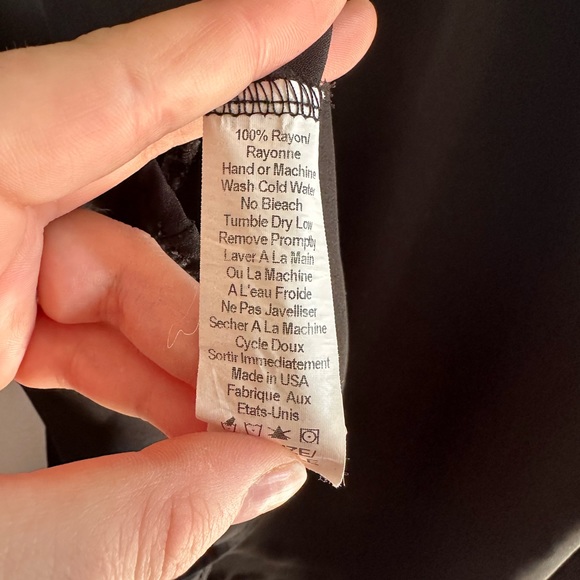 100% Rayon/
Rayonne
Hand or Machine
Wash Cold Water
No Bleach
Tumble Dry Low
Remove Promptly
Laver A La Main
Ou La Machine
A L'eau Froide
Ne Pas Javelliser
Secher A La Machine
Cycle Doux
Sortir Immediatement
Made in USA
Fabrique Aux
Etats-Unis